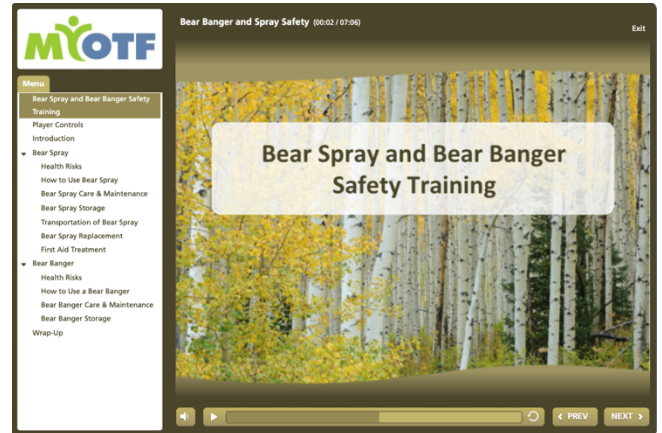 MYOTF
Bear Banger and Spray Safety (00:02 / 07:06)
Exit
Menu
Bear Spray and Bear Banger Safety
Training
Player Controls
Introduction
Bear Spray
Health Risks
How to Use Bear Spray
Bear Spray Care & Maintenance
Bear Spray Storage
Transportation of Bear Spray
Bear Spray Replacement
First Aid Treatment
Bear Banger
Health Risks
How to Use a Bear Banger
Bear Banger Care & Maintenance
Bear Banger Storage
Wrap-Up
Bear Spray and Bear Banger
Safety Training
PREV
NEXT